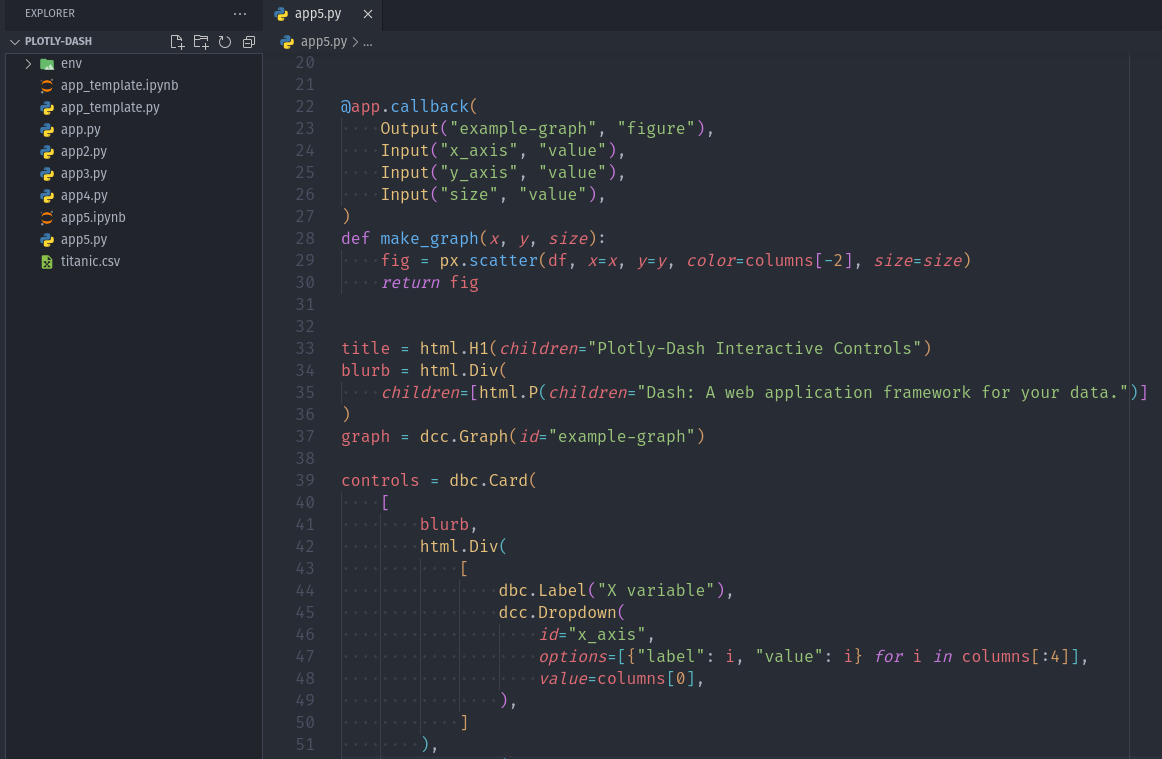 EXPLORER
PLOTLY-DASH
env
app_template.ipynb
app_template.py
app.py
app2.py
app3.py
app4.py
app5.ipynb
app5.py
titanic.csv
app5.py
app5.py > ...
20
21
22 @app.callback(
23     Output("example-graph", "figure"),
24     Input("x_axis", "value"),
25     Input("y_axis", "value"),
26     Input("size", "value"),
27 )
28 def make_graph(x, y, size):
29     fig = px.scatter(df, x=x, y=y, color=columns[-2], size=size)
30     return fig
31
32
33 title = html.H1(children="Plotly-Dash Interactive Controls")
34 blurb = html.Div(
35     children=[html.P(children="Dash: A web application framework for your data.")]
36 )
37 graph = dcc.Graph(id="example-graph")
38
39 controls = dbc.Card(
40     [
41         blurb,
42         html.Div(
43             [
44                 dbc.Label("X variable"),
45                 dcc.Dropdown(
46                     id="x_axis",
47                     options=[{"label": i, "value": i} for i in columns[:4]],
48                     value=columns[0],
49                 ),
50             ]
51         ),